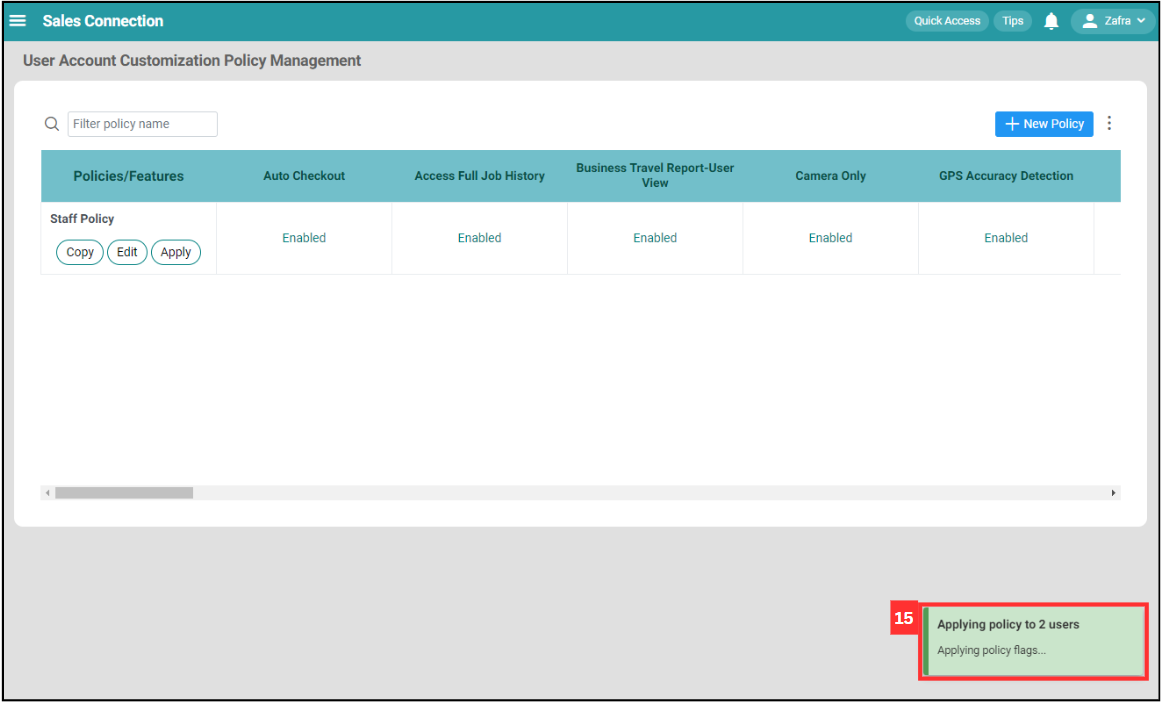 Sales Connection
Quick Access
Tips
Zafra
User Account Customization Policy Management
Filter policy name
New Policy
Policies/Features
Auto Checkout
Access Full Job History
Business Travel Report-User
View
Camera Only
GPS Accuracy Detection
Staff Policy
Copy
Edit
Apply
Enabled
Enabled
Enabled
Enabled
Enabled
15
Applying policy to 2 users
Applying policy flags...